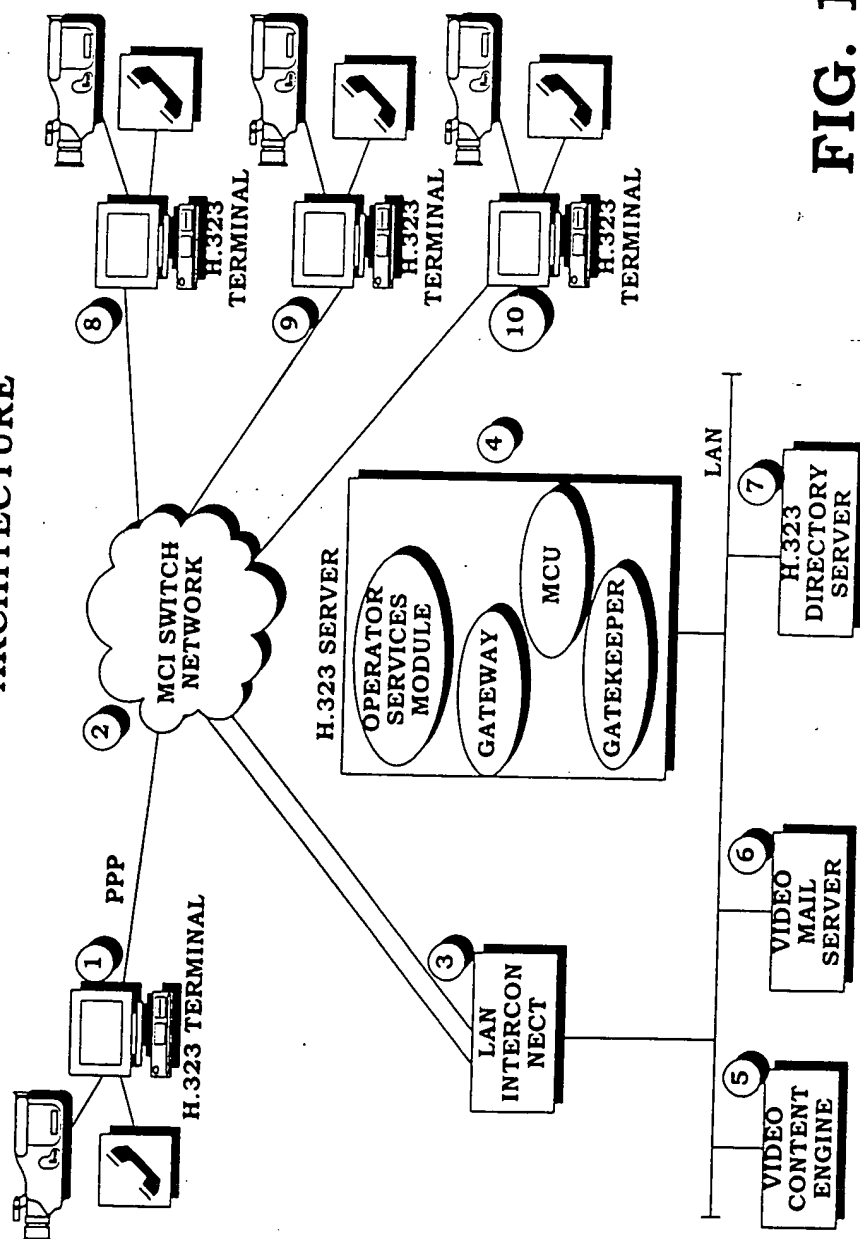 ARCHITECTURE
1
PPP
H.323 TERMINAL
2
MCI SWITCH
NETWORK
8
H.323
TERMINAL
9
H.323
TERMINAL
10
H.323
TERMINAL
3
LAN
INTERCON
NECT
H.323 SERVER
4
OPERATOR
SERVICES
MODULE
GATEWAY
MCU
GATEKEEPER
LAN
5
VIDEO
CONTENT
ENGINE
6
VIDEO
MAIL
SERVER
7
H.323
DIRECTORY
SERVER
FIG. 1